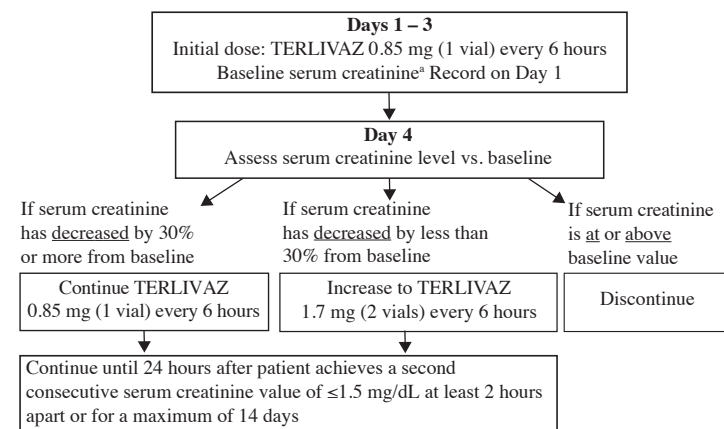 Days 1 – 3
Initial dose: TERLIVAZ 0.85 mg (1 vial) every 6 hours
Baseline serum creatinineᵃ Record on Day 1
Day 4
Assess serum creatinine level vs. baseline
If serum creatinine
has decreased by 30%
or more from baseline
Continue TERLIVAZ
0.85 mg (1 vial) every 6 hours
If serum creatinine
has decreased by less than
30% from baseline
Increase to TERLIVAZ
1.7 mg (2 vials) every 6 hours
If serum creatinine
is at or above
baseline value
Discontinue
Continue until 24 hours after patient achieves a second
consecutive serum creatinine value of ≤1.5 mg/dL at least 2 hours
apart or for a maximum of 14 days